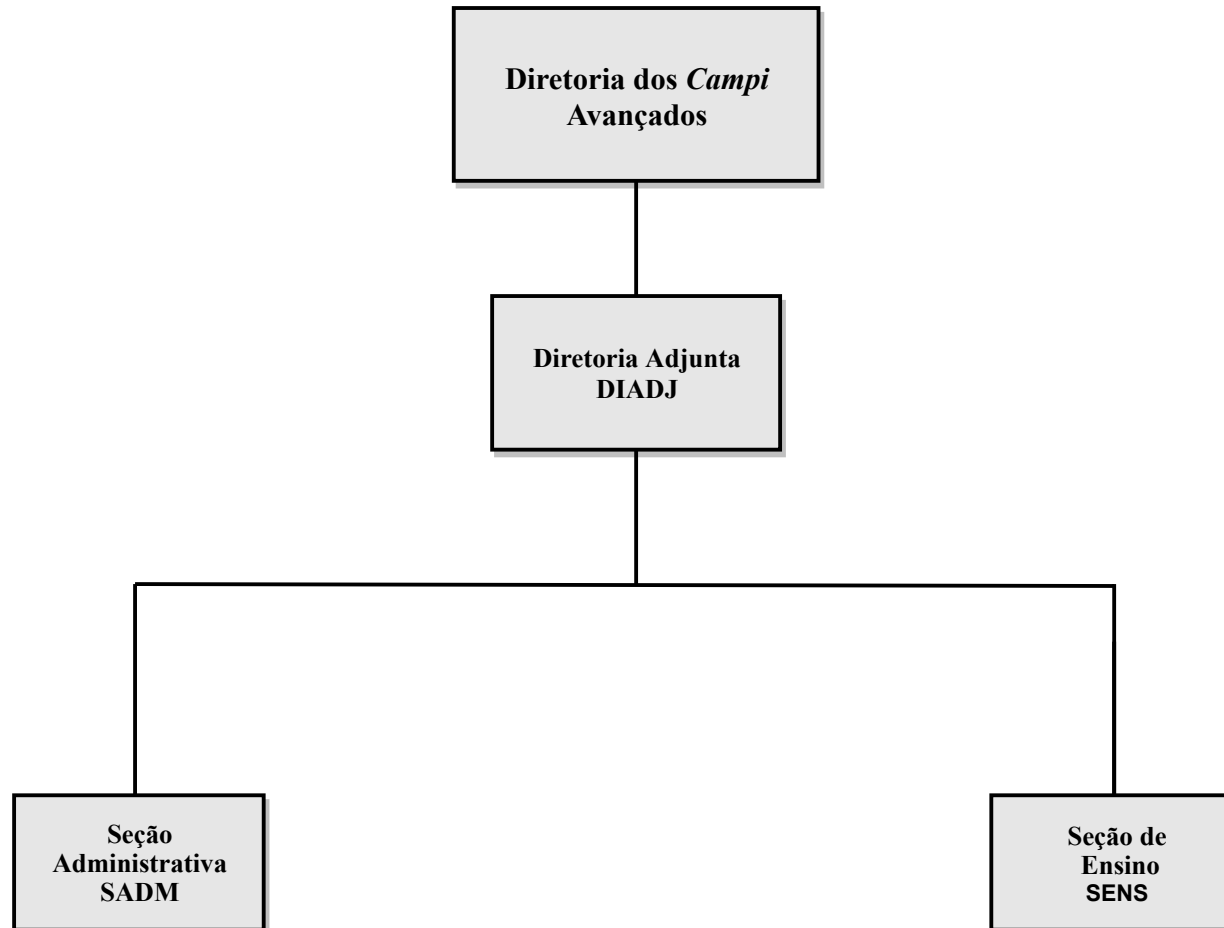 Diretoria dos Campi
Avançados
Diretoria Adjunta
DIADJ
Seção
Administrativa
SADM
Seção de
Ensino
SENS